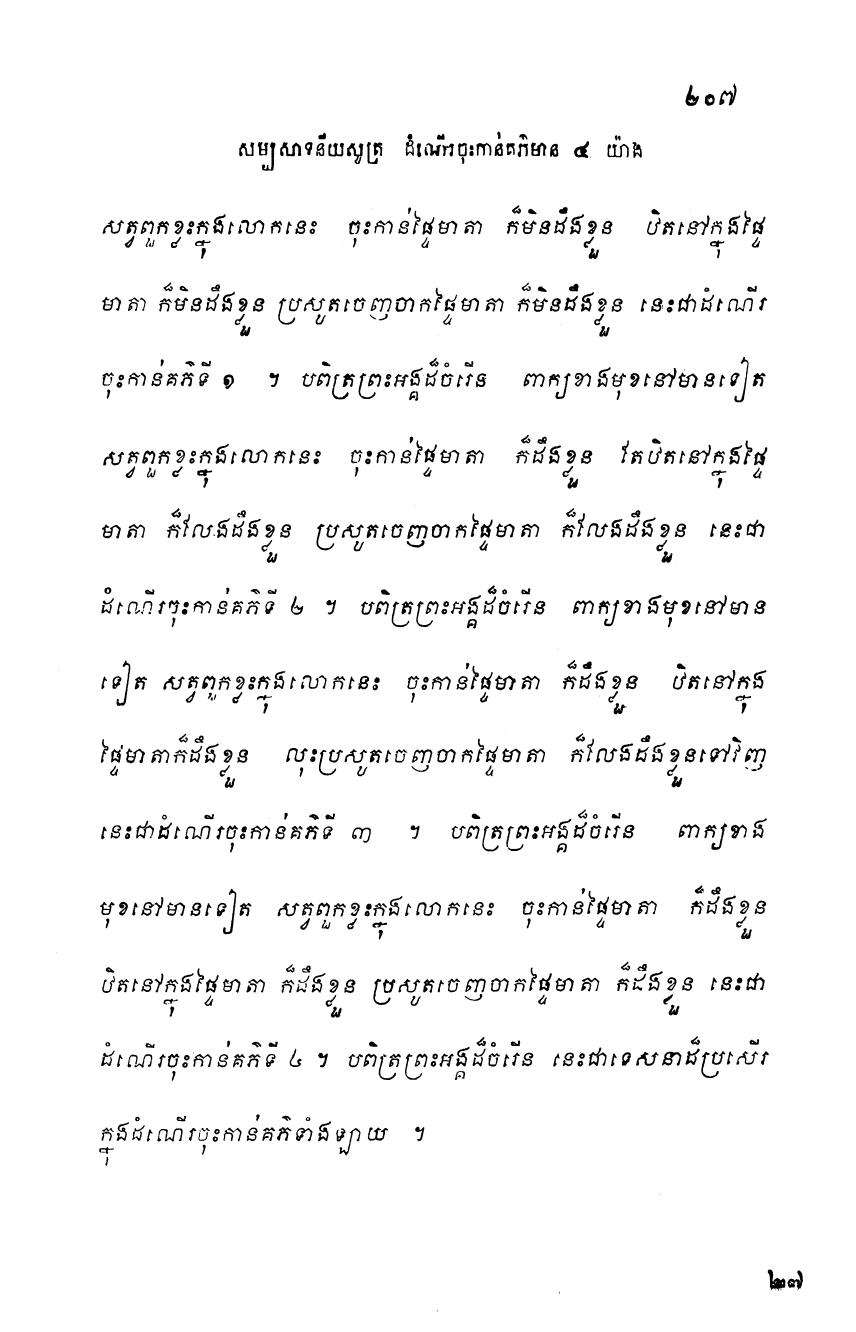 ២០៧
សម្បសាទនីយសូត្រ ដំណើរចុះកាន់គភ៌មាន ៤ យ៉ាង
សត្វពួកខ្លះក្នុងលោកនេះ ចុះកាន់ផ្ទៃមាតា ក៏មិនដឹងខ្លួន ឋិតនៅក្នុងផ្ទៃ
មាតា ក៏មិនដឹងខ្លួន ប្រសូតចេញចាកផ្ទៃមាតា ក៏មិនដឹងខ្លួន នេះជាដំណើរ
ចុះកាន់គភ៌ទី ១ ។ បពិត្រព្រះអង្គដ៏ចំរើន ពាក្យខាងមុខនៅមានទៀត
សត្វពួកខ្លះក្នុងលោកនេះ ចុះកាន់ផ្ទៃមាតា ក៏ដឹងខ្លួន តែឋិតនៅក្នុងផ្ទៃ
មាតា ក៏លែងដឹងខ្លួន ប្រសូតចេញចាកផ្ទៃមាតា ក៏លែងដឹងខ្លួន នេះជា
ដំណើរចុះកាន់គភ៌ទី ២ ។ បពិត្រព្រះអង្គដ៏ចំរើន ពាក្យខាងមុខនៅមាន
ទៀត សត្វពួកខ្លះក្នុងលោកនេះ ចុះកាន់ផ្ទៃមាតា ក៏ដឹងខ្លួន ឋិតនៅក្នុង
ផ្ទៃមាតាក៏ដឹងខ្លួន លុះប្រសូតចេញចាកផ្ទៃមាតា ក៏លែងដឹងខ្លួនទៅវិញ
នេះជាដំណើរចុះកាន់គភ៌ទី ៣ ។ បពិត្រព្រះអង្គដ៏ចំរើន ពាក្យខាង
មុខនៅមានទៀត សត្វពួកខ្លះក្នុងលោកនេះ ចុះកាន់ផ្ទៃមាតា ក៏ដឹងខ្លួន
ឋិតនៅក្នុងផ្ទៃមាតា ក៏ដឹងខ្លួន ប្រសូតចេញចាកផ្ទៃមាតា ក៏ដឹងខ្លួន នេះជា
ដំណើរចុះកាន់គភ៌ទី ៤ ។ បពិត្រព្រះអង្គដ៏ចំរើន នេះជាទេសនាដ៏ប្រសើរ
ក្នុងដំណើរចុះកាន់គភ៌ទាំងឡាយ ។
២៧